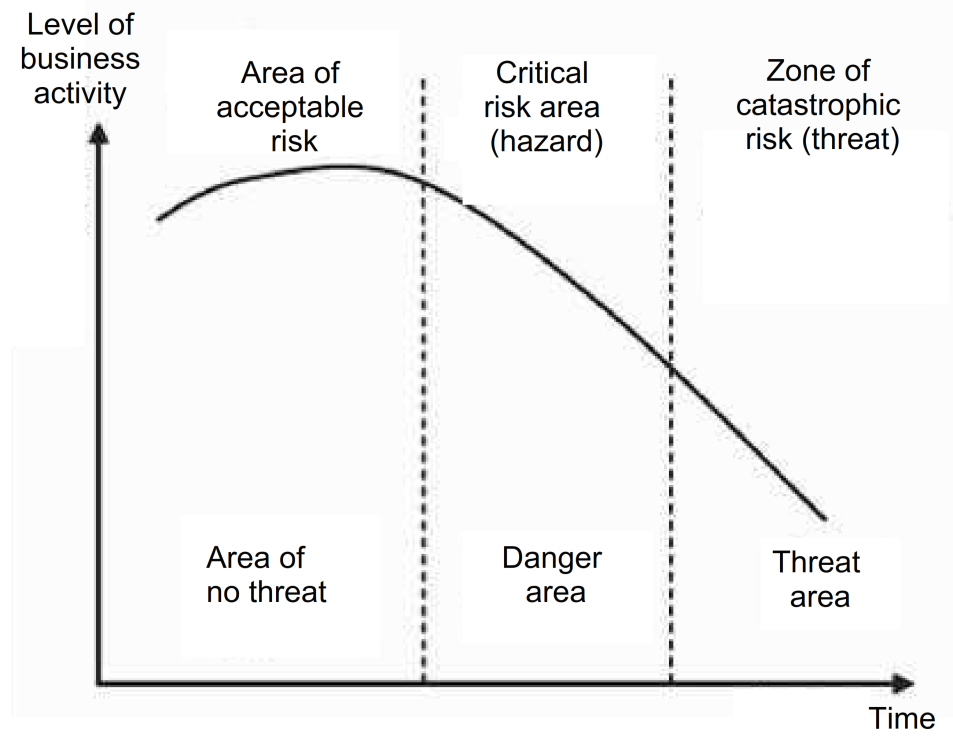 Level of
business
activity
Area of
acceptable
risk
Critical
risk area
(hazard)
Zone of
catastrophic
risk (threat)
Area of
no threat
Danger
area
Threat
area
Time